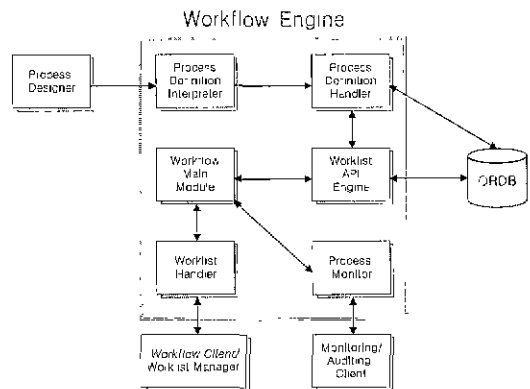 Workflow Engine
Process
Designer
Process
Definition
Interpreter
Process
Definition
Handler
Workflow
Main
Module
Worklist
API
Engine
ORDB
Worklist
Handler
Process
Monitor
Workflow Client/
Worklist Manager
Monitoring/
Auditing
Client